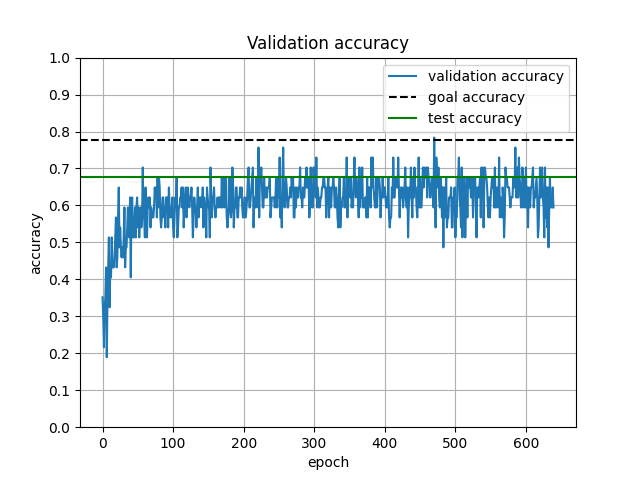 Validation accuracy
validation accuracy
goal accuracy
test accuracy
1.0
0.9
0.8
0.7
0.6
0.5
0.4
0.3
0.2
0.1
0.0
accuracy
0 100 200 300 400 500 600
epoch